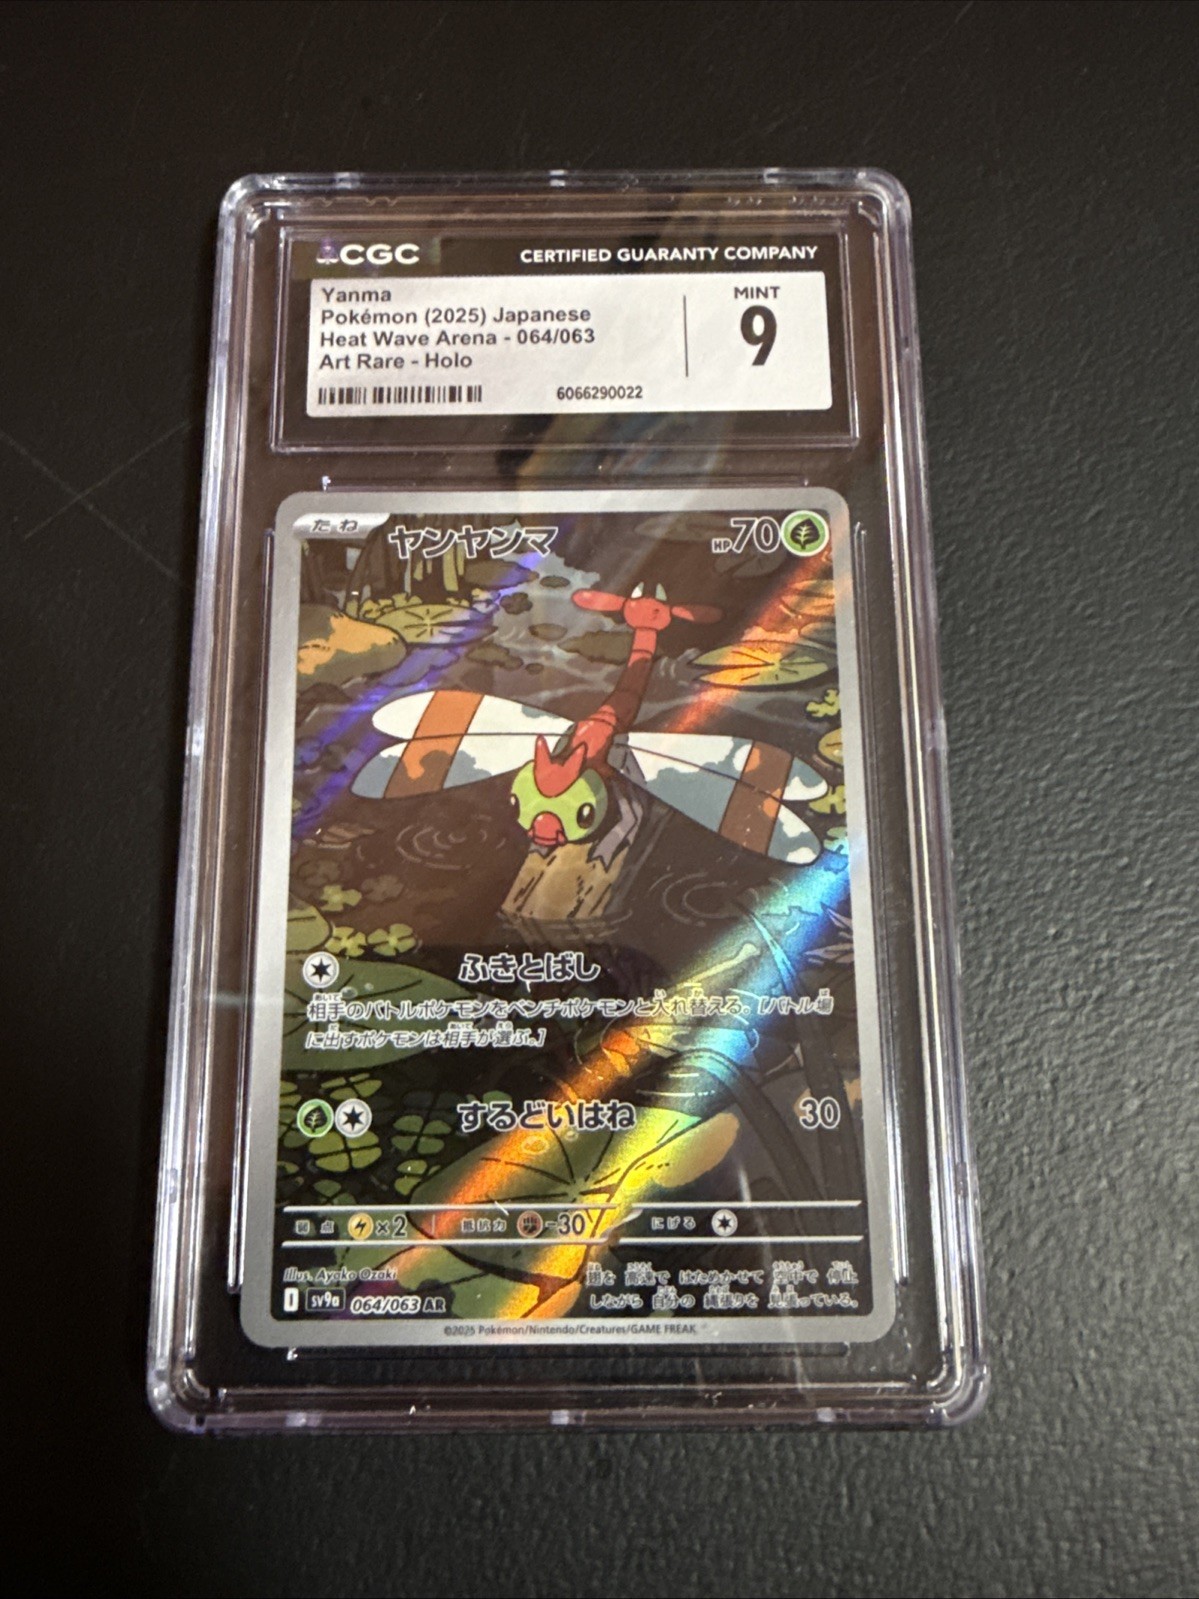 CGC CERTIFIED GUARANTY COMPANY
Yanma
Pokémon (2025) Japanese
Heat Wave Arena - 064/063
Art Rare - Holo
MINT
9
6066290022
たね ヤンヤンマ HP70
ふきとばし
相手のバトルポケモンをベンチポケモンと入れ替える。[バトル場
に出すポケモンは相手が選ぶ。]
するどいはね 30
弱点 ×2 抵抗力 -30 にげる
Illus. Ayako Ozaki
翅を 高速で はためかせて 空中で 停止
しながら 自分の 縄張りを 見張っている。
I sv9a 064/063 AR
©2025 Pokémon/Nintendo/Creatures/GAME FREAK.